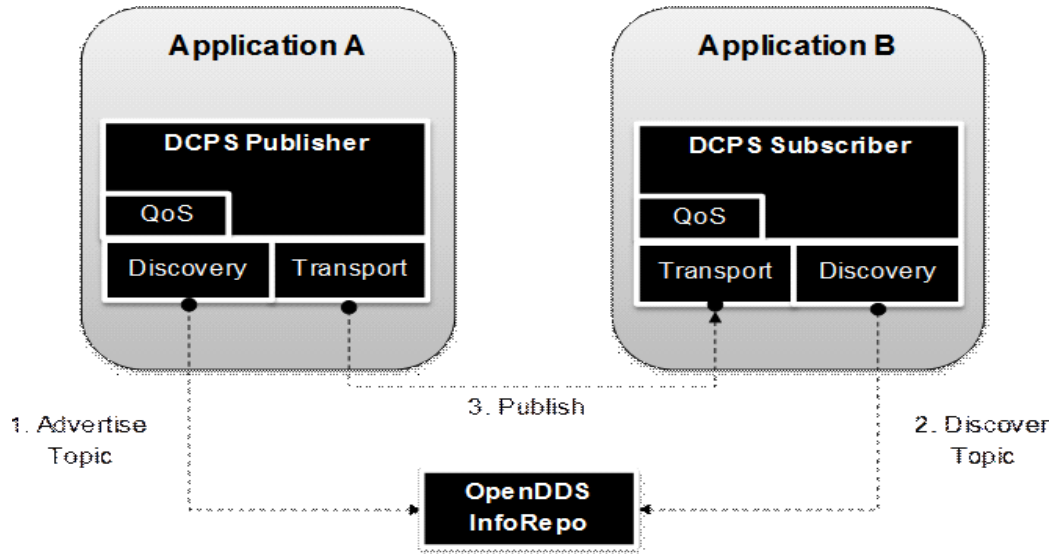 Application A
DCPS Publisher
QoS
Discovery
Transport
Application B
DCPS Subscriber
QoS
Transport
Discovery
3. Publish
1. Advertise
Topic
2. Discover
Topic
OpenDDS
InfoRepo